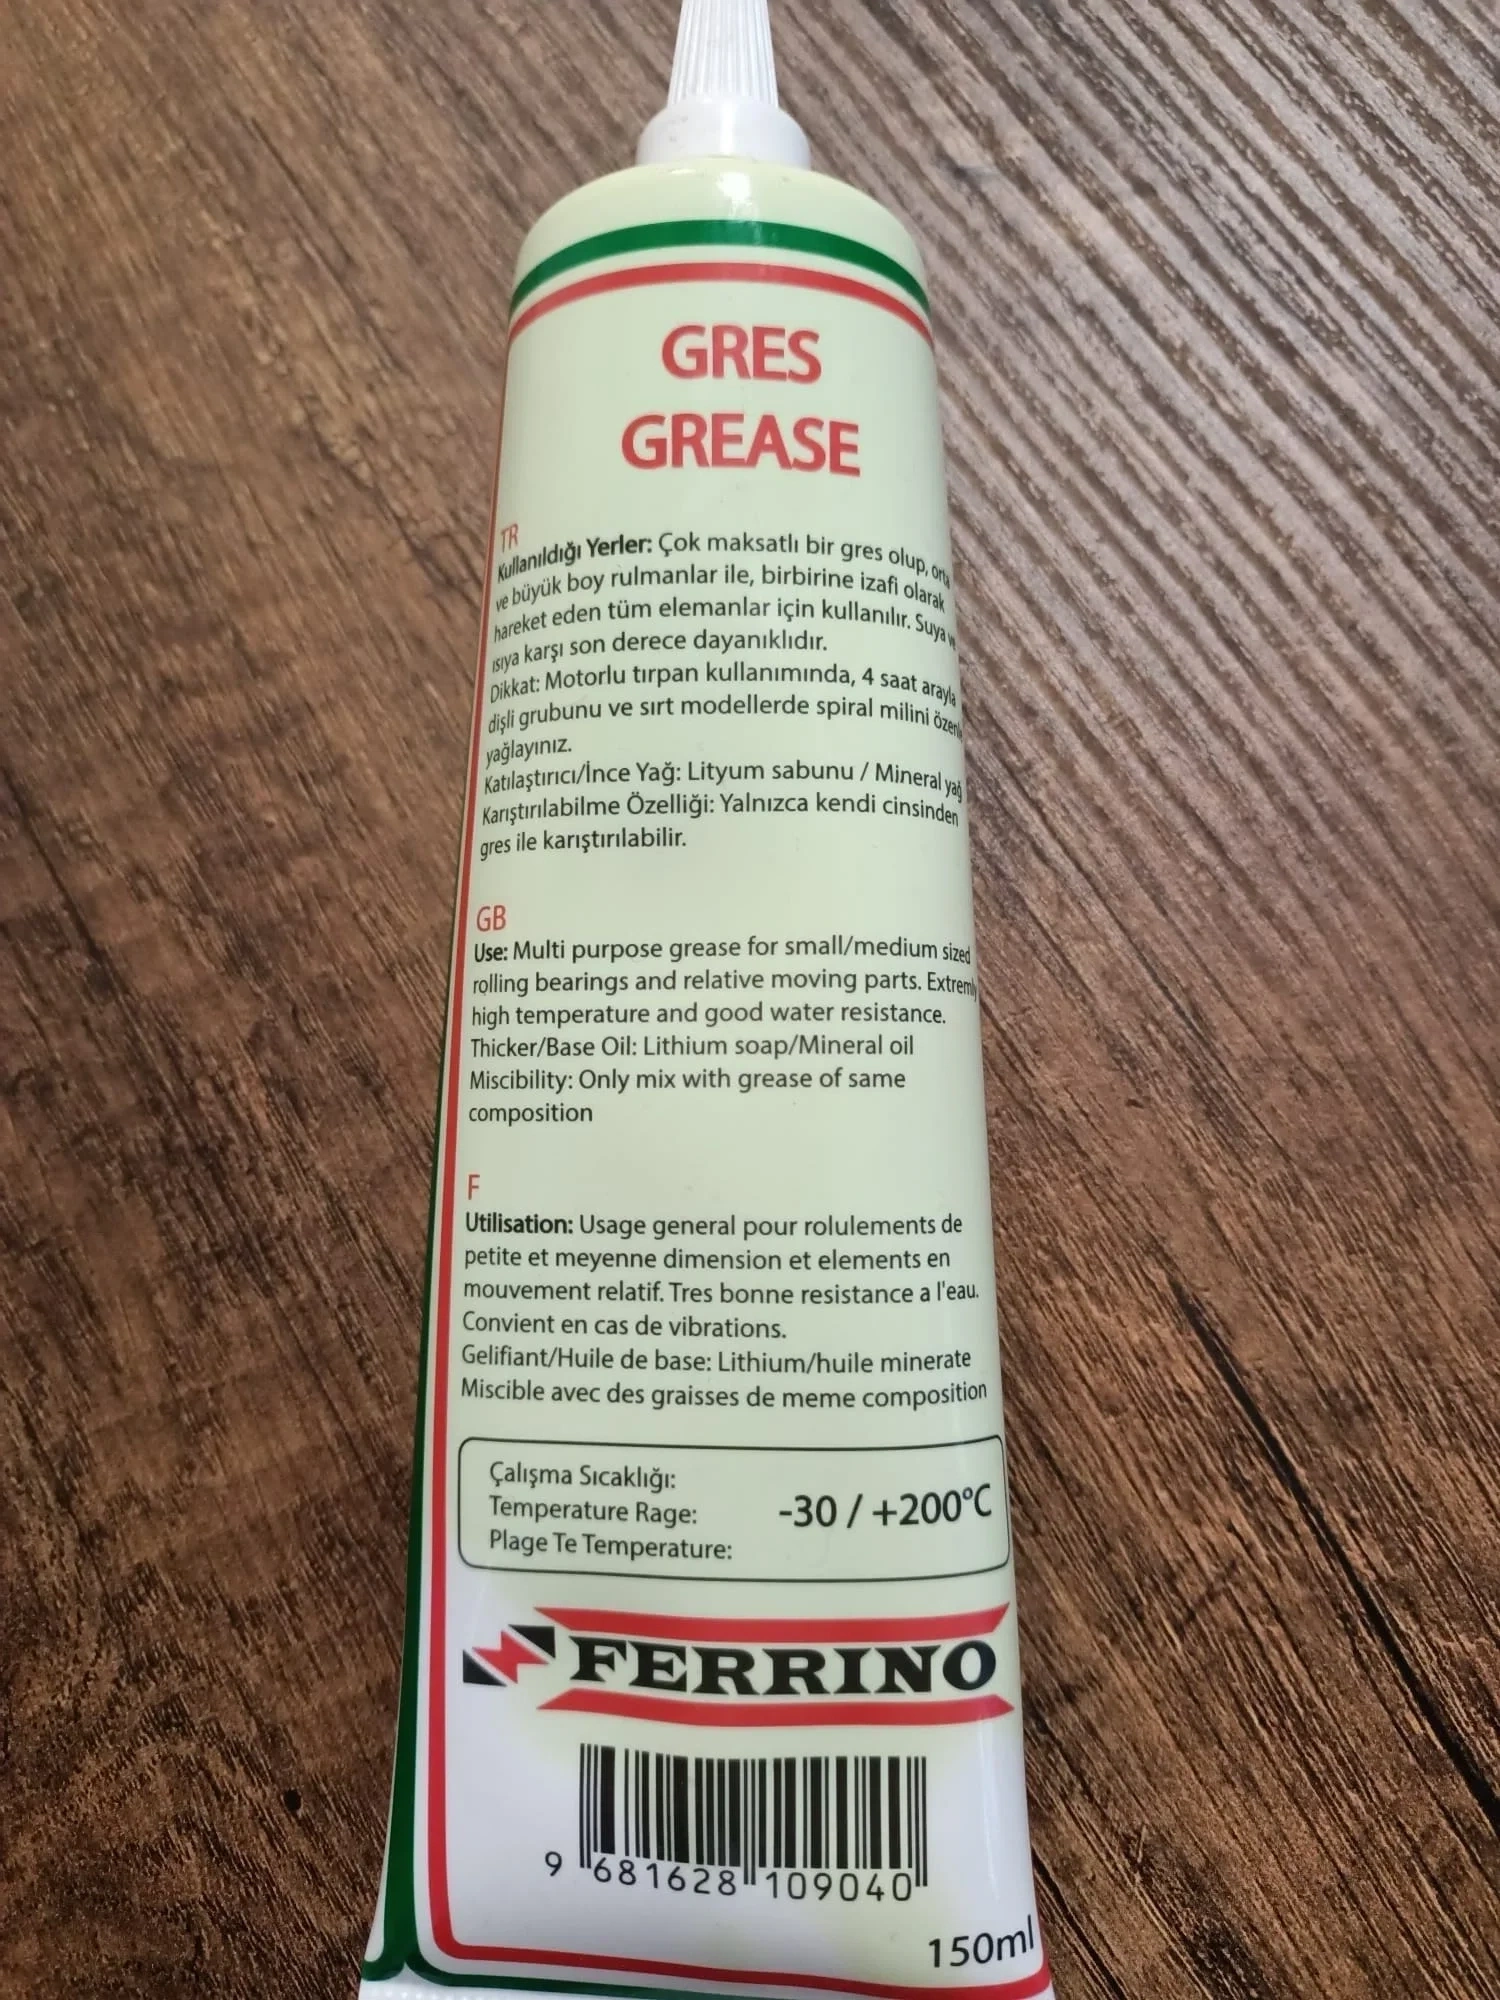 GRES
GREASE
TR
Kullanıldığı Yerler: Çok maksatlı bir gres olup, orta
ve büyük boy rulmanlar ile, birbirine izafi olarak
hareket eden tüm elemanlar için kullanılır. Suya ve
ısıya karşı son derece dayanıklıdır.
Dikkat: Motorlu tırpan kullanımında, 4 saat arayla
dişli grubunu ve sırt modellerde spiral milini özenle
yağlayınız.
Katılaştırıcı/İnce Yağ: Lityum sabunu / Mineral yağ
Karıştırılabilme Özelliği: Yalnızca kendi cinsinden
gres ile karıştırılabilir.
GB
Use: Multi purpose grease for small/medium sized
rolling bearings and relative moving parts. Extremly
high temperature and good water resistance.
Thicker/Base Oil: Lithium soap/Mineral oil
Miscibility: Only mix with grease of same
composition
F
Utilisation: Usage general pour rolulements de
petite et meyenne dimension et elements en
mouvement relatif. Tres bonne resistance a l'eau.
Convient en cas de vibrations.
Gelifiant/Huile de base: Lithium/huile minerate
Miscible avec des graisses de meme composition
Çalışma Sıcaklığı:
Temperature Rage:
Plage Te Temperature:
-30 / +200°C
FERRINO
9 681628 109040
150ml